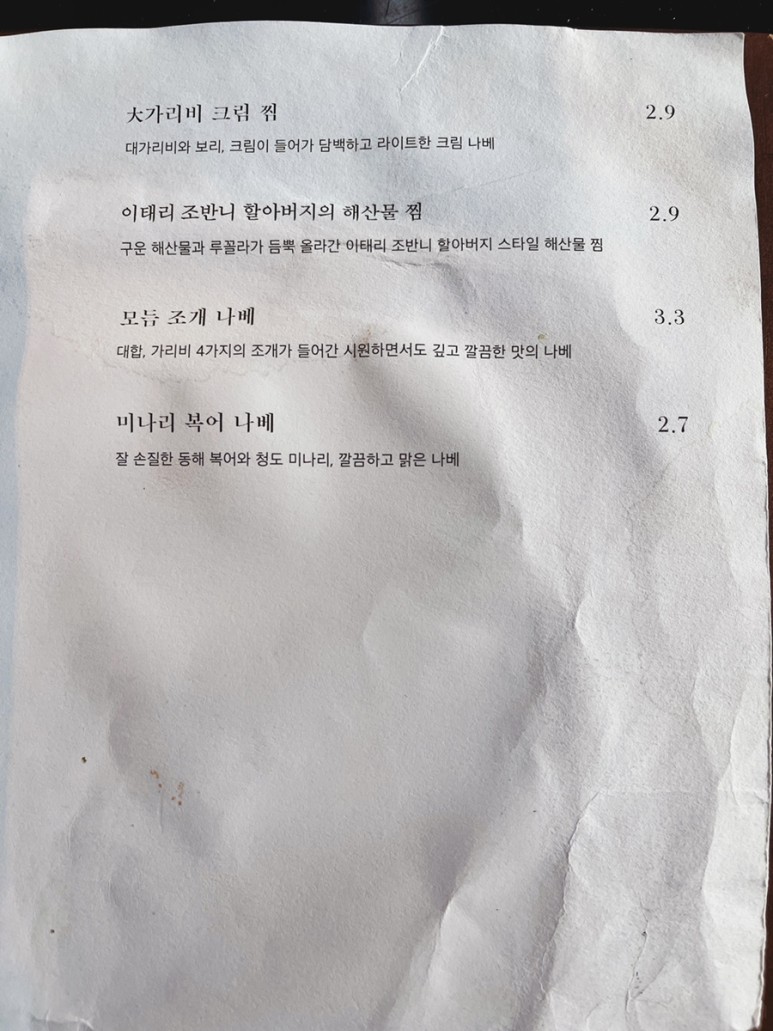 大가리비 크림 찜 2.9
대가리비와 보리, 크림이 들어가 담백하고 라이트한 크림 나베
이태리 조반니 할아버지의 해산물 찜 2.9
구운 해산물과 루꼴라가 듬뿍 올라간 이태리 조반니 할아버지 스타일 해산물 찜
모듬 조개 나베 3.3
대합, 가리비 4가지의 조개가 들어간 시원하면서도 깊고 깔끔한 맛의 나베
미나리 복어 나베 2.7
잘 손질한 동해 복어와 청도 미나리, 깔끔하고 맑은 나베